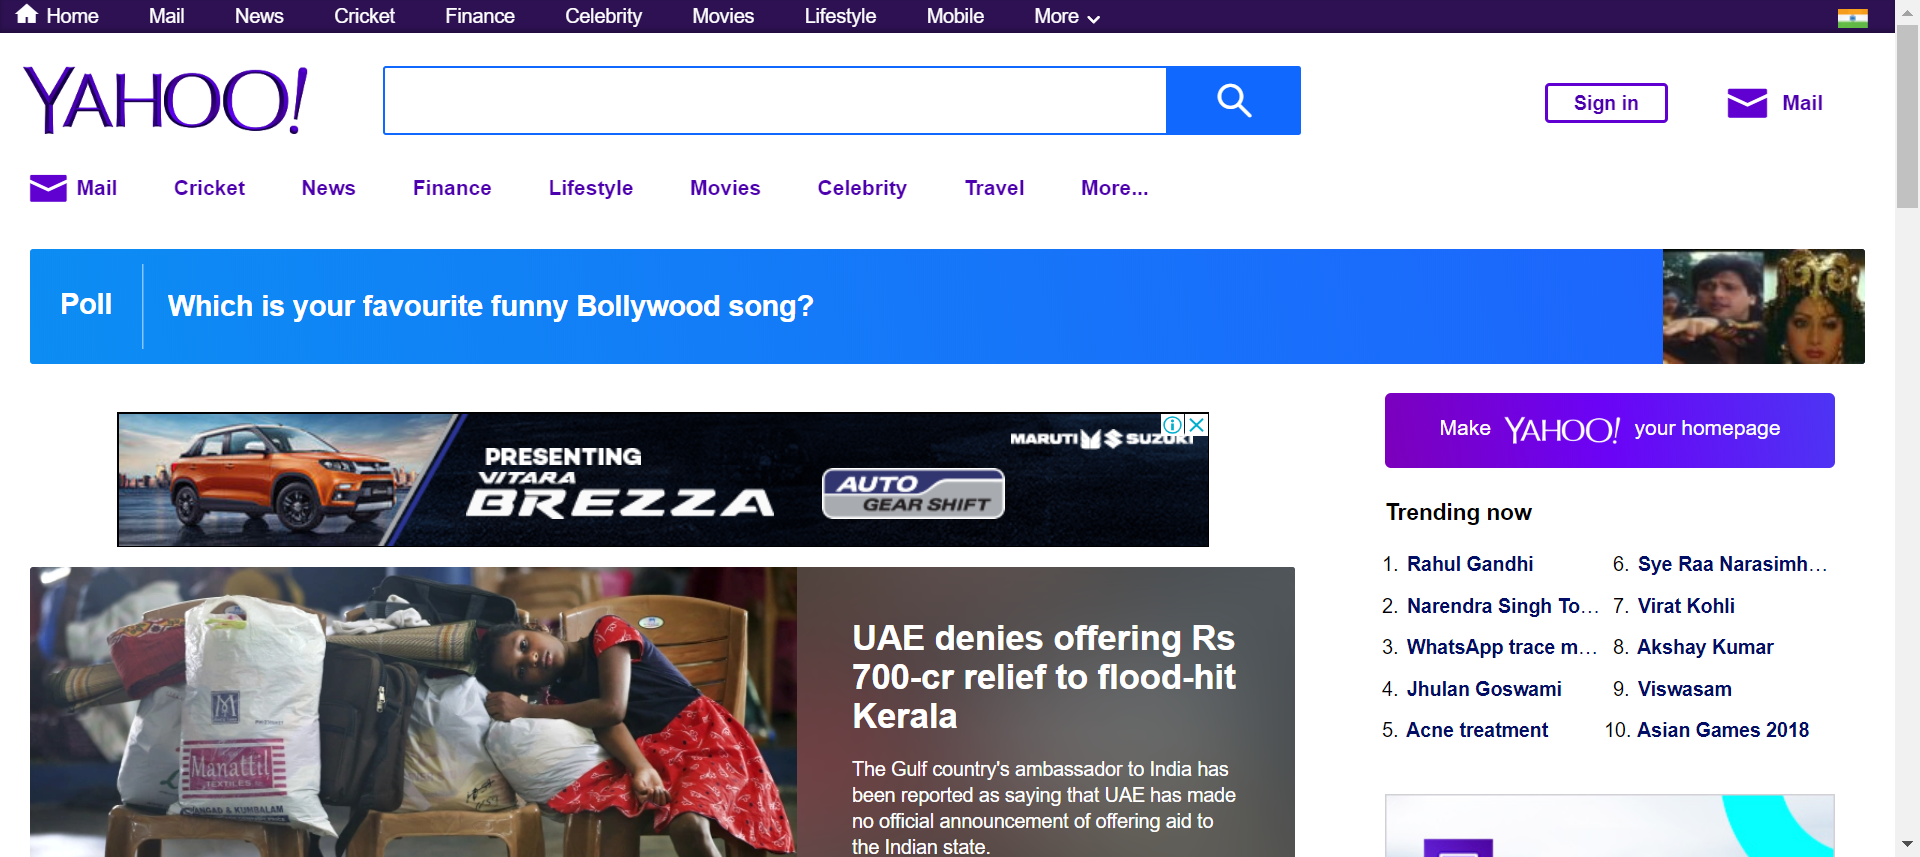 Home Mail News Cricket Finance Celebrity Movies Lifestyle Mobile More
YAHOO!
Sign in
Mail
Mail Cricket News Finance Lifestyle Movies Celebrity Travel More...
Poll
Which is your favourite funny Bollywood song?
PRESENTING
VITARA
BREZZA
AUTO
GEAR SHIFT
MARUTI SUZUKI
Make YAHOO! your homepage
Trending now
1. Rahul Gandhi
2. Narendra Singh To...
3. WhatsApp trace m...
4. Jhulan Goswami
5. Acne treatment
6. Sye Raa Narasimh...
7. Virat Kohli
8. Akshay Kumar
9. Viswasam
10. Asian Games 2018
Manattil
TEXTILES
& KUMBALAM
UAE denies offering Rs
700-cr relief to flood-hit
Kerala
The Gulf country's ambassador to India has
been reported as saying that UAE has made
no official announcement of offering aid to
the Indian state.